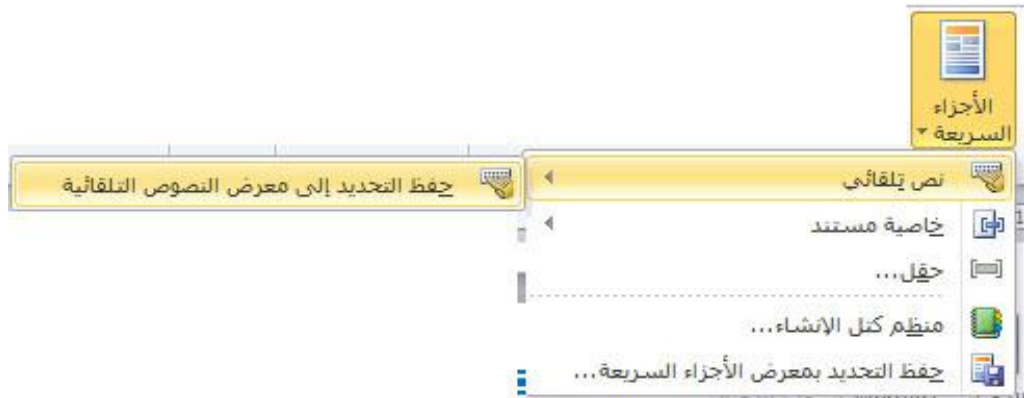 الأجزاء
السريعة
نص تلقائي
حفظ التحديد إلى معرض النصوص التلقائية
خاصية مستند
حقل...
منظم كتل الإنشاء...
حفظ التحديد بمعرض الأجزاء السريعة...